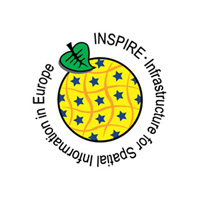 INSPIRE - Infrastructure for Spatial Information in Europe